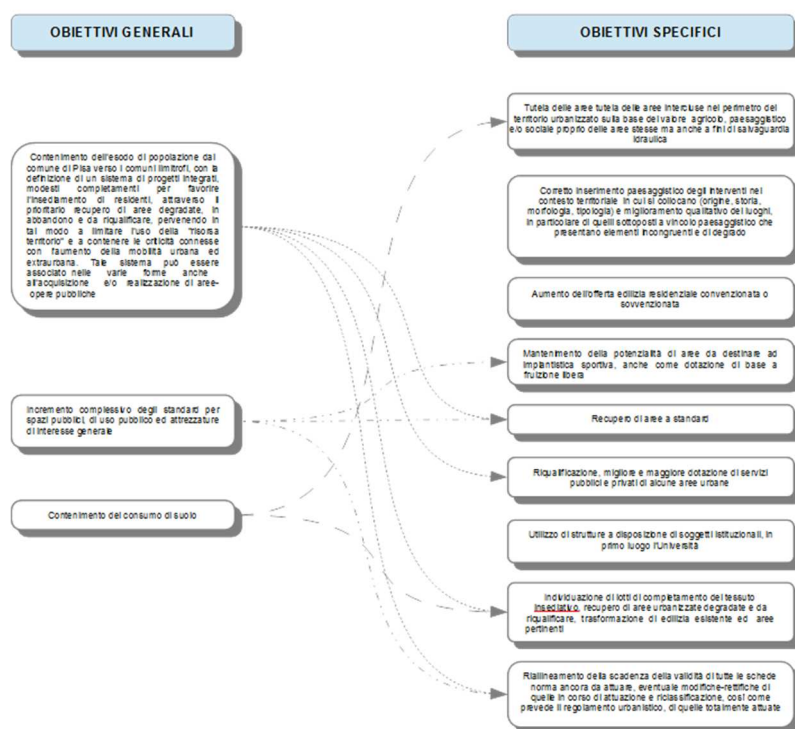 OBIETTIVI GENERALI
OBIETTIVI SPECIFICI
Contenimento dell'esodo di popolazione dal
comune di Pisa verso i comuni limitrofi, con la
definizione di un sistema di progetti integrati,
modesti completamenti per favorire
l'insediamento di residenti, attraverso il
prioritario recupero di aree degradate, in
abbandono e da riqualificare, pervenendo in
tal modo a limitare l'uso della "risorsa
territorio" e a contenere le criticità connesse
con l'aumento della mobilità urbana ed
extraurbana. Tale sistema può essere
associato nelle varie forme anche
all'acquisizione e/o realizzazione di aree-
opere pubbliche
Incremento complessivo degli standard per
spazi pubblici, di uso pubblico ed attrezzature
di interesse generale
Contenimento del consumo di suolo
Tutela delle aree tutela delle aree intercluse nel perimetro del
territorio urbanizzato sulla base del valore agricolo, paesaggistico
e/o sociale proprio delle aree stesse ma anche a fini di salvaguardia
idraulica
Corretto inserimento paesaggistico degli interventi nel
contesto territoriale in cui si collocano (origine, storia,
morfologia, tipologia) e miglioramento qualitativo dei luoghi,
in particolare di quelli sottoposti a vincolo paesaggistico che
presentano elementi incongruenti e di degrado
Aumento dell'offerta edilizia residenziale convenzionata o
sovvenzionata
Mantenimento della potenzialità di aree da destinare ad
impiantistica sportiva, anche come dotazione di base a
fruizione libera
Recupero di aree a standard
Riqualificazione, migliore e maggiore dotazione di servizi
pubblici e privati di alcune aree urbane
Utilizzo di strutture a disposizione di soggetti istituzionali, in
primo luogo l'Università
Individuazione di lotti di completamento del tessuto
insediativo, recupero di aree urbanizzate degradate e da
riqualificare, trasformazione di edilizia esistente ed aree
pertinenti
Riallineamento della scadenza della validità di tutte le schede
norma ancora da attuare, eventuale modifiche-rettifiche di
quelle in corso di attuazione e riclassificazione, così come
prevede il regolamento urbanistico, di quelle totalmente attuate